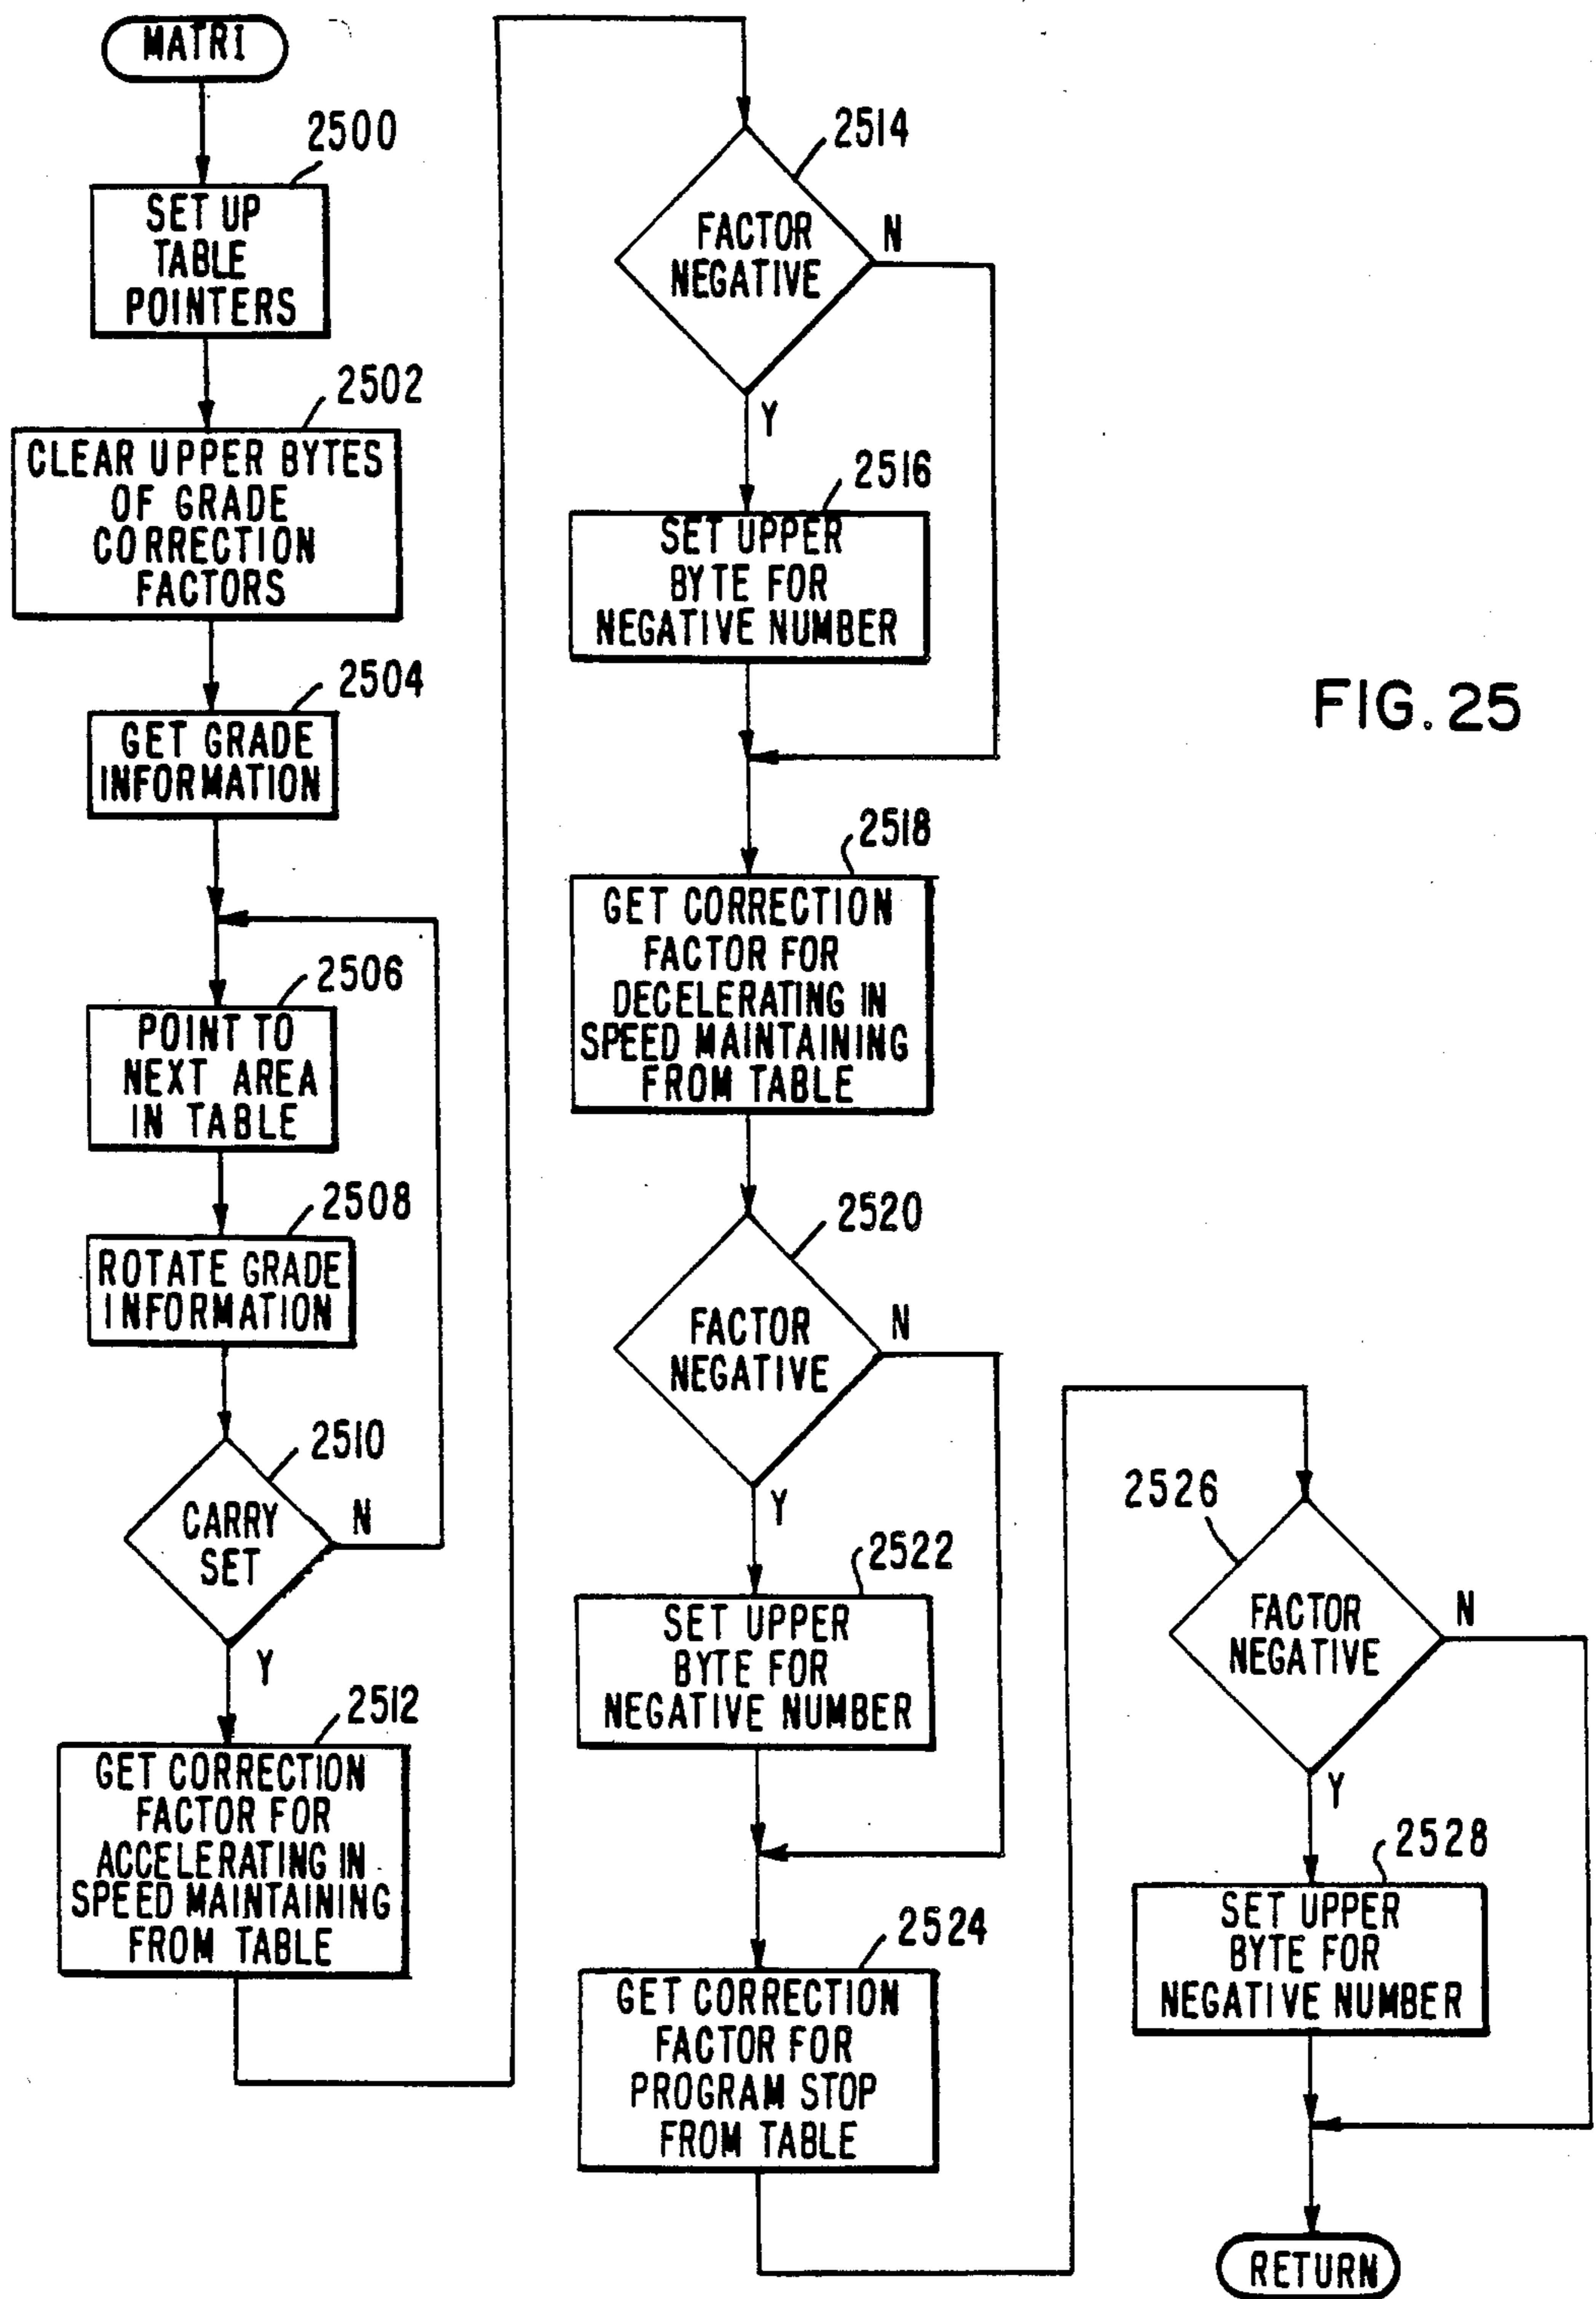 MATRI
2500
SET UP
TABLE
POINTERS
2502
CLEAR UPPER BYTES
OF GRADE
CORRECTION
FACTORS
2504
GET GRADE
INFORMATION
2506
POINT TO
NEXT AREA
IN TABLE
2508
ROTATE GRADE
INFORMATION
2510
CARRY
SET
N
Y
2512
GET CORRECTION
FACTOR FOR
ACCELERATING IN
SPEED MAINTAINING
FROM TABLE
2514
FACTOR
NEGATIVE
N
Y
2516
SET UPPER
BYTE FOR
NEGATIVE NUMBER
2518
GET CORRECTION
FACTOR FOR
DECELERATING IN
SPEED MAINTAINING
FROM TABLE
2520
FACTOR
NEGATIVE
N
Y
2522
SET UPPER
BYTE FOR
NEGATIVE NUMBER
2524
GET CORRECTION
FACTOR FOR
PROGRAM STOP
FROM TABLE
2526
FACTOR
NEGATIVE
N
Y
2528
SET UPPER
BYTE FOR
NEGATIVE NUMBER
RETURN
FIG. 25